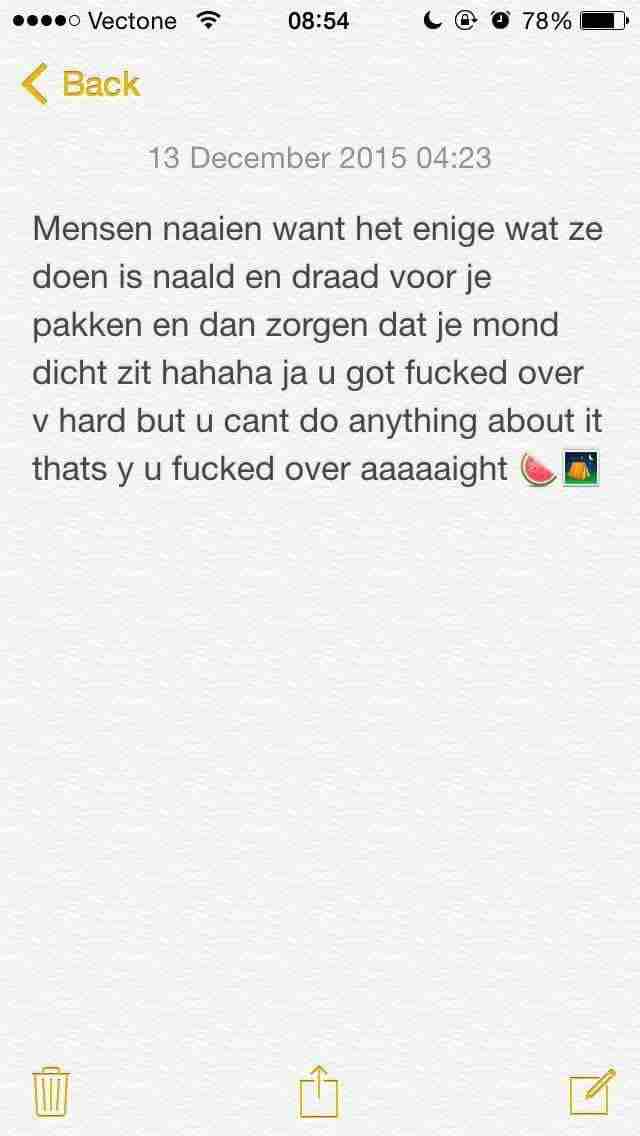 Vectone 08:54 78%
Back
13 December 2015 04:23
Mensen naaien want het enige wat ze
doen is naald en draad voor je
pakken en dan zorgen dat je mond
dicht zit hahaha ja u got fucked over
v hard but u cant do anything about it
thats y u fucked over aaaaaight 🍉🏕